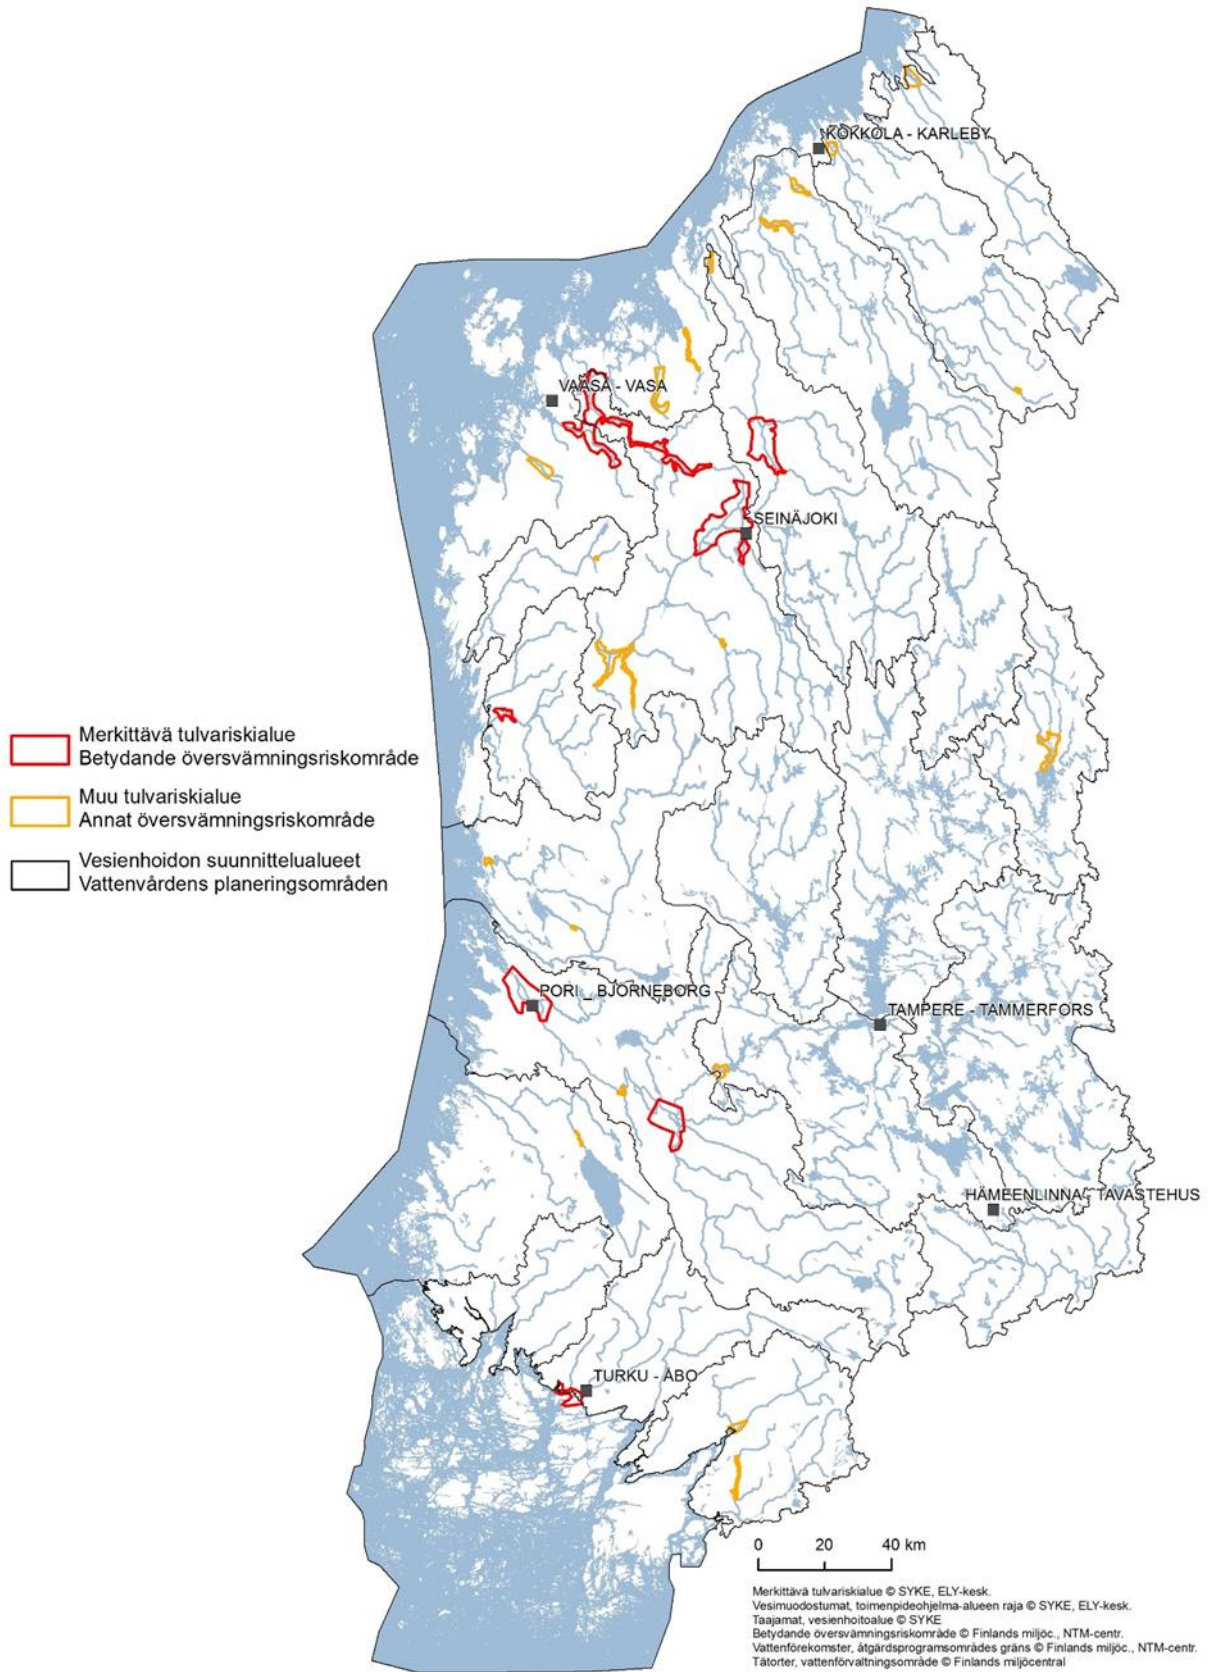 KOKKOLA - KARLEBY
VAASA - VASA
SEINÄJOKI
Merkittävä tulvariskialue
Betydande översvämningsriskområde
Muu tulvariskialue
Annat översvämningsriskområde
Vesienhoidon suunnittelualueet
Vattenvårdens planeringsområden
PORI _ BJÖRNEBORG
TAMPERE - TAMMERFORS
HÄMEENLINNA - TAVASTEHUS
TURKU - ÅBO
0 20 40 km
Merkittävä tulvariskialue © SYKE, ELY-kesk.
Vesimuodostumat, toimenpideohjelma-alueen raja © SYKE, ELY-kesk.
Taajamat, vesienhoitoalue © SYKE
Betydande översvämningsriskområde © Finlands miljöc., NTM-centr.
Vattenförekomster, åtgärdsprogramsområdes gräns © Finlands miljöc., NTM-centr.
Tätorter, vattenförvaltningsområde © Finlands miljöcentral